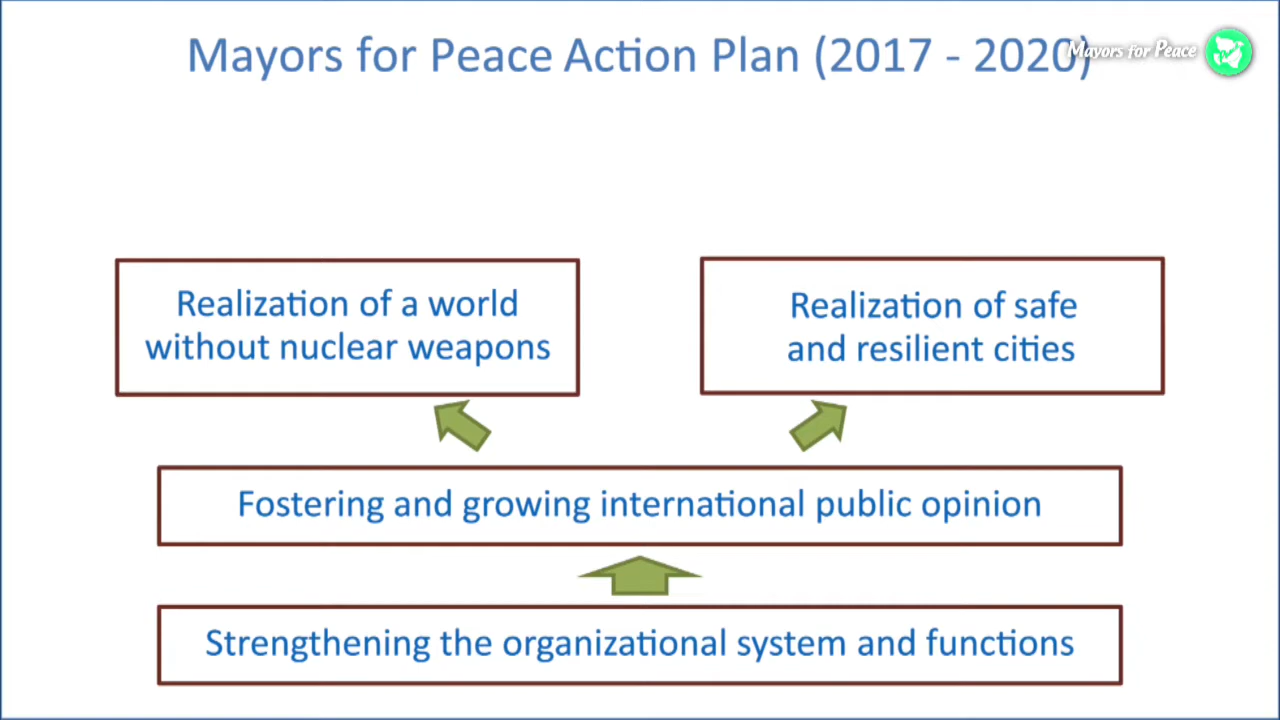 Mayors for Peace Action Plan (2017 - 2020)
Mayors for Peace
Realization of a world
without nuclear weapons
Realization of safe
and resilient cities
Fostering and growing international public opinion
Strengthening the organizational system and functions